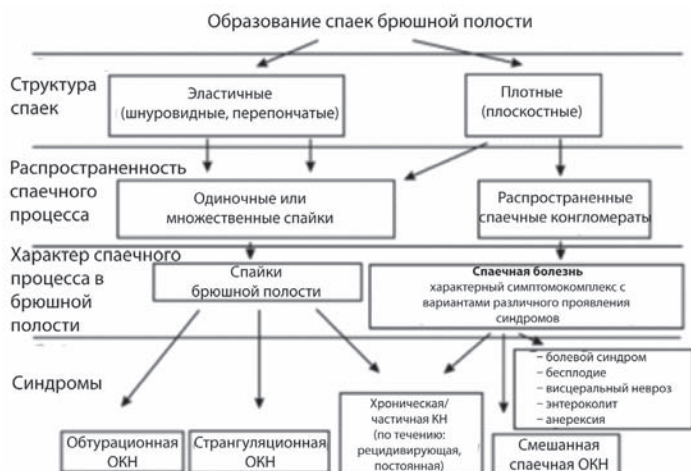 Образование спаек брюшной полости
Структура
спаек
Эластичные
(шнуровидные, перепончатые)
Плотные
(плоскостные)
Распространенность
спаечного
процесса
Одиночные или
множественные спайки
Распространенные
спаечные конгломераты
Характер спаечного
процесса в
брюшной
полости
Спайки
брюшной полости
Спаечная болезнь
характерный симптомокомплекс с
вариантами различного проявления
синдромов
Синдромы
Обтурационная
ОКН
Странгуляционная
ОКН
Хроническая/
частичная КН
(по течению:
рецидивирующая,
постоянная)
– болевой синдром
– бесплодие
– висцеральный невроз
– энтероколит
– анерексия
Смешанная
спаечная ОКН